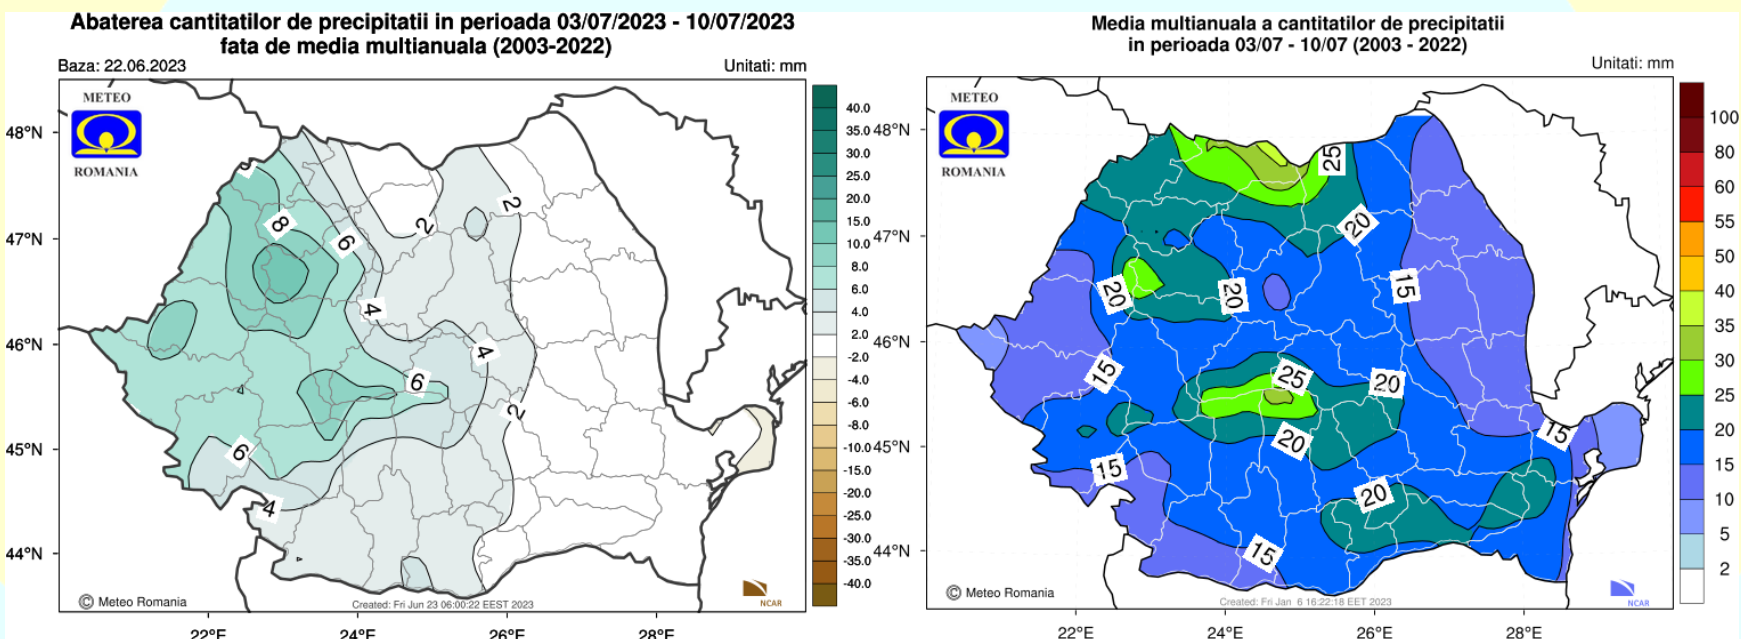 Abaterea cantitatilor de precipitatii in perioada 03/07/2023 - 10/07/2023
fata de media multianuala (2003-2022)
Baza: 22.06.2023
Unitati: mm
METEO
ROMANIA
48°N
47°N
46°N
45°N
44°N
8
6
2
2
4
4
6
2
6
4
40.0
35.0
30.0
25.0
20.0
15.0
10.0
8.0
6.0
4.0
2.0
-2.0
-4.0
-6.0
-8.0
-10.0
-15.0
-20.0
-25.0
-30.0
-35.0
-40.0
© Meteo Romania
Created: Fri Jun 23 06:00:22 EEST 2023
NCAR
22°E
24°E
26°E
28°E
Media multianuala a cantitatilor de precipitatii
in perioada 03/07 - 10/07 (2003 - 2022)
Unitati: mm
METEO
ROMANIA
48°N
47°N
46°N
45°N
44°N
25
20
20
20
15
15
25
20
20
15
15
20
15
100
80
60
55
50
40
35
30
25
20
15
10
5
2
© Meteo Romania
Created: Fri Jan 6 16:22:18 EET 2023
NCAR
22°E
24°E
26°E
28°E